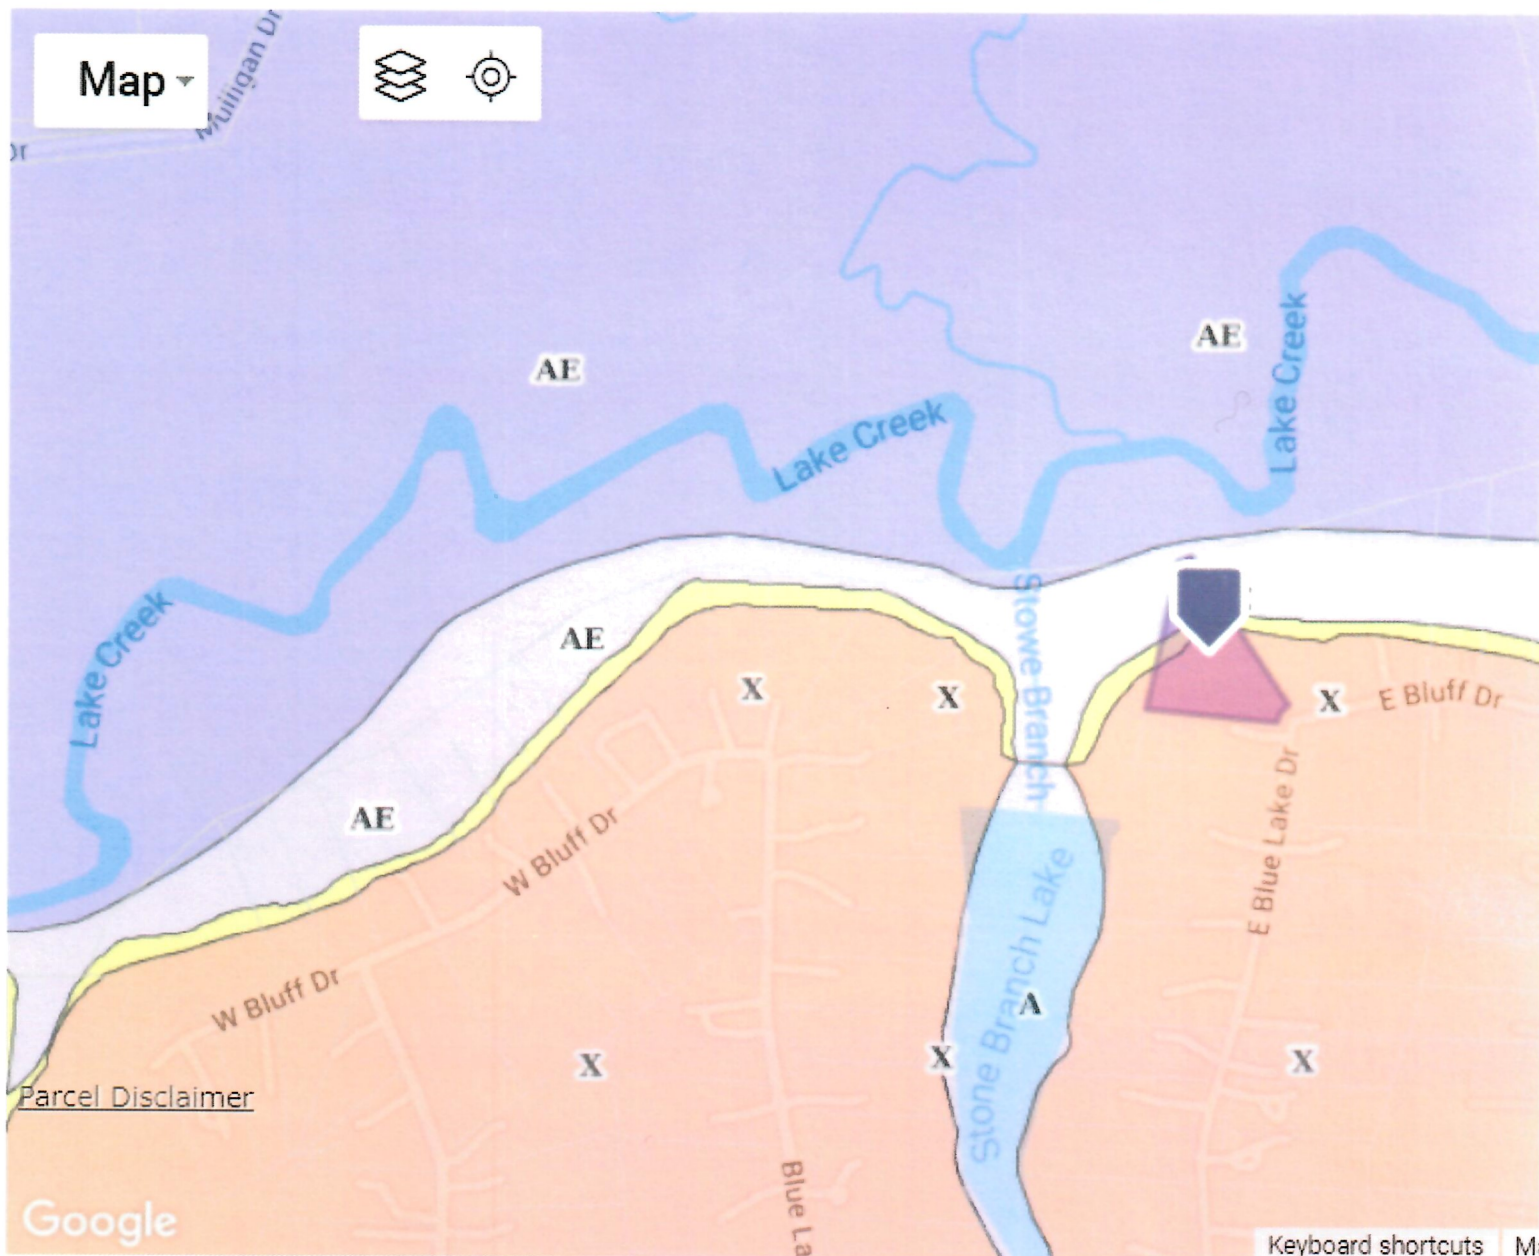 Map
Mulligan Dr
Dr
AE
AE
Lake Creek
Lake Creek
Lake Creek
AE
Stowe Branch
X
X
X
E Bluff Dr
AE
W Bluff Dr
E Blue Lake Dr
Stone Branch Lake
W Bluff Dr
A
X
X
X
Parcel Disclaimer
Blue La
Google
Keyboard shortcuts
M